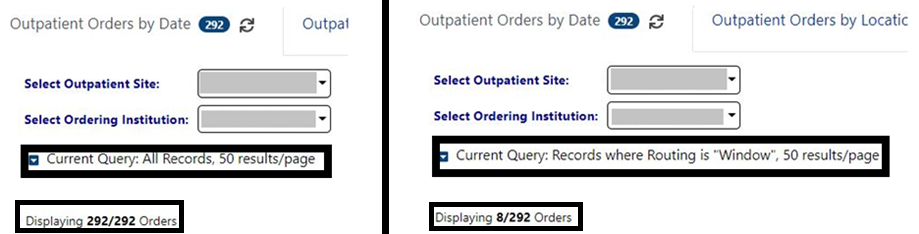 Outpatient Orders by Date 292
Outpat
Select Outpatient Site:
Select Ordering Institution:
Current Query: All Records, 50 results/page
Displaying 292/292 Orders
Outpatient Orders by Date 292
Outpatient Orders by Locatio
Select Outpatient Site:
Select Ordering Institution:
Current Query: Records where Routing is "Window", 50 results/page
Displaying 8/292 Orders